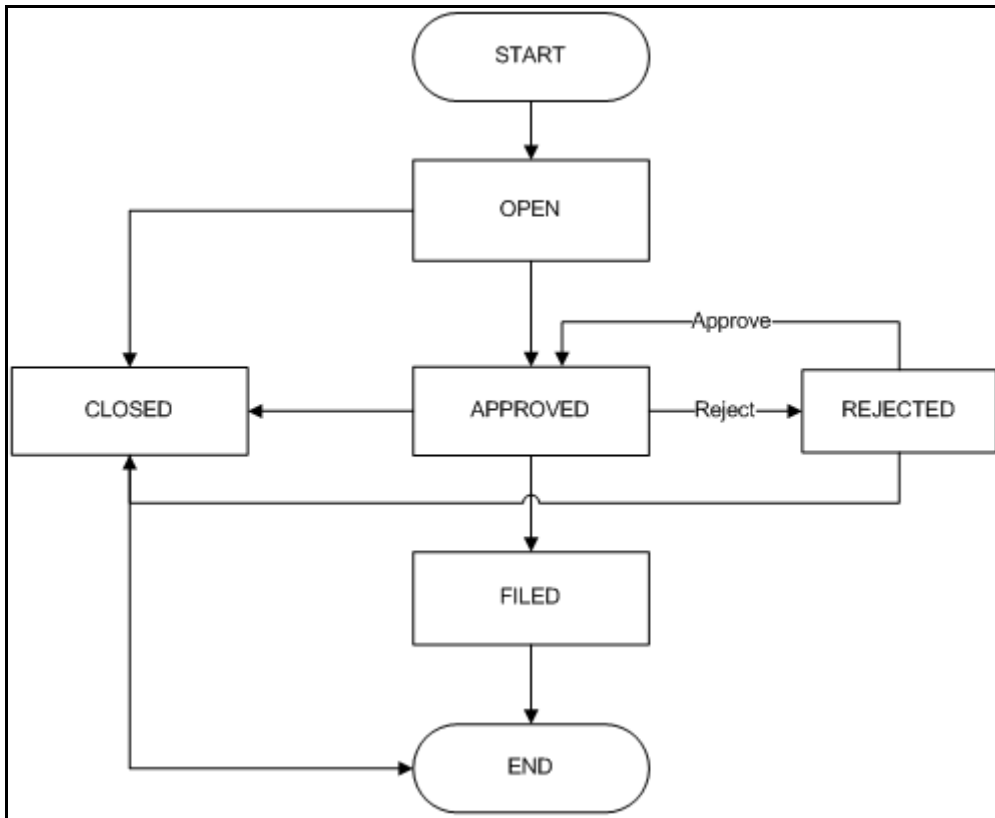 START
OPEN
Approve
CLOSED
APPROVED
Reject
REJECTED
FILED
END